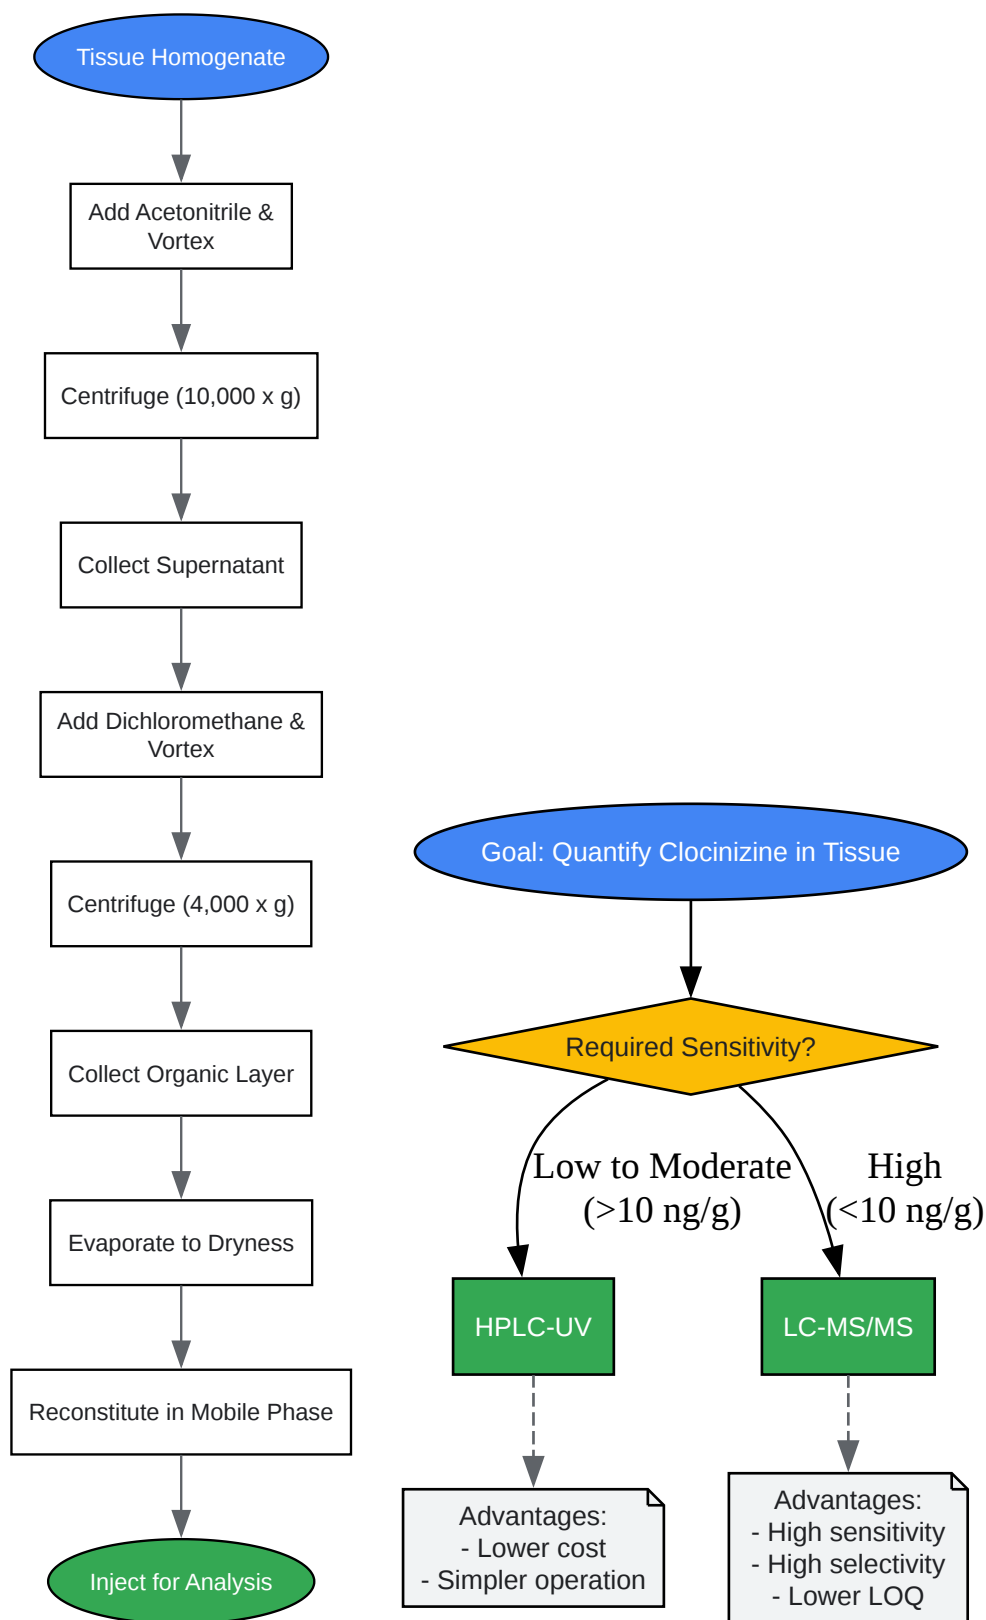 Tissue Homogenate
Add Acetonitrile &
Vortex
Centrifuge (10,000 x g)
Collect Supernatant
Add Dichloromethane &
Vortex
Centrifuge (4,000 x g)
Collect Organic Layer
Evaporate to Dryness
Reconstitute in Mobile Phase
Inject for Analysis
Goal: Quantify Clocinizine in Tissue
Required Sensitivity?
Low to Moderate
(>10 ng/g)
High
(<10 ng/g)
HPLC-UV
LC-MS/MS
Advantages:
- Lower cost
- Simpler operation
Advantages:
- High sensitivity
- High selectivity
- Lower LOQ